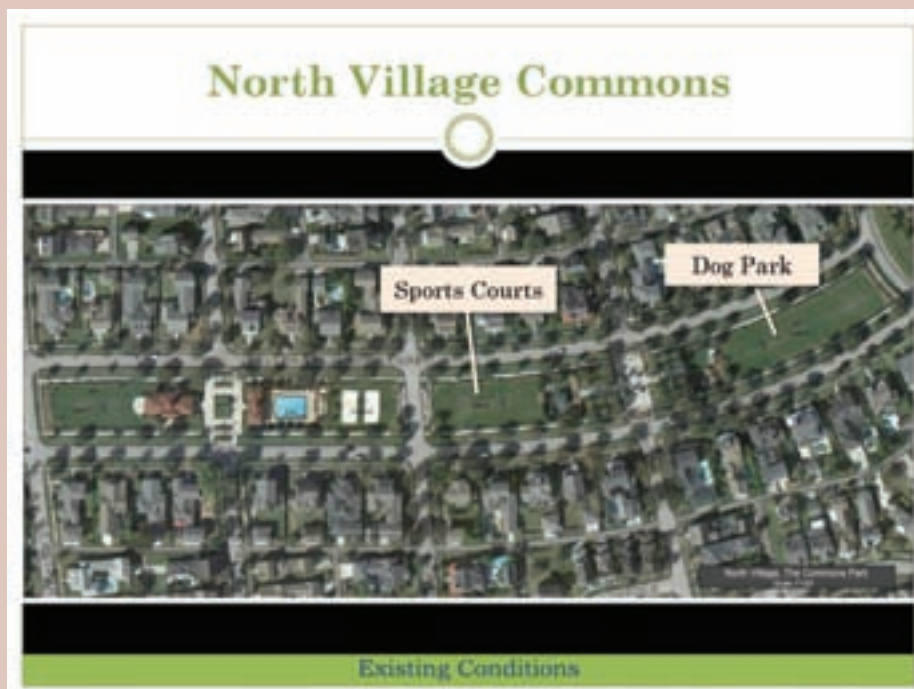 North Village Commons
Dog Park
Sports Courts
North Village, The Commons Park
Existing Conditions